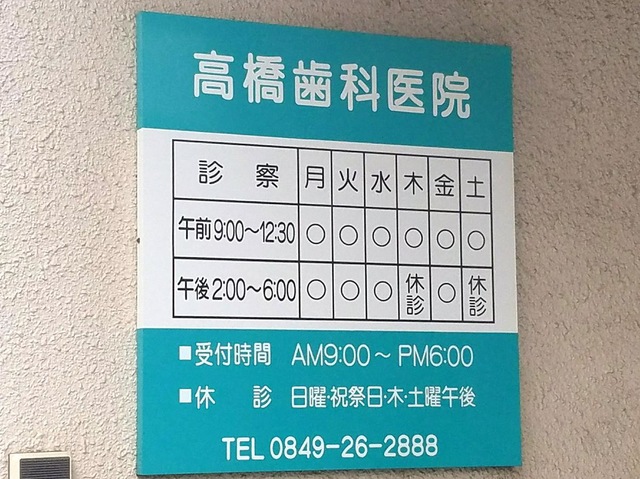 高橋歯科医院
診 察 月 火 水 木 金 土
午前9:00〜12:30 ○ ○ ○ ○ ○ ○
午後2:00〜6:00 ○ ○ ○ 休診 ○ 休診
■受付時間 AM9:00〜PM6:00
■休 診 日曜・祝祭日・木・土曜午後
TEL 0849-26-2888